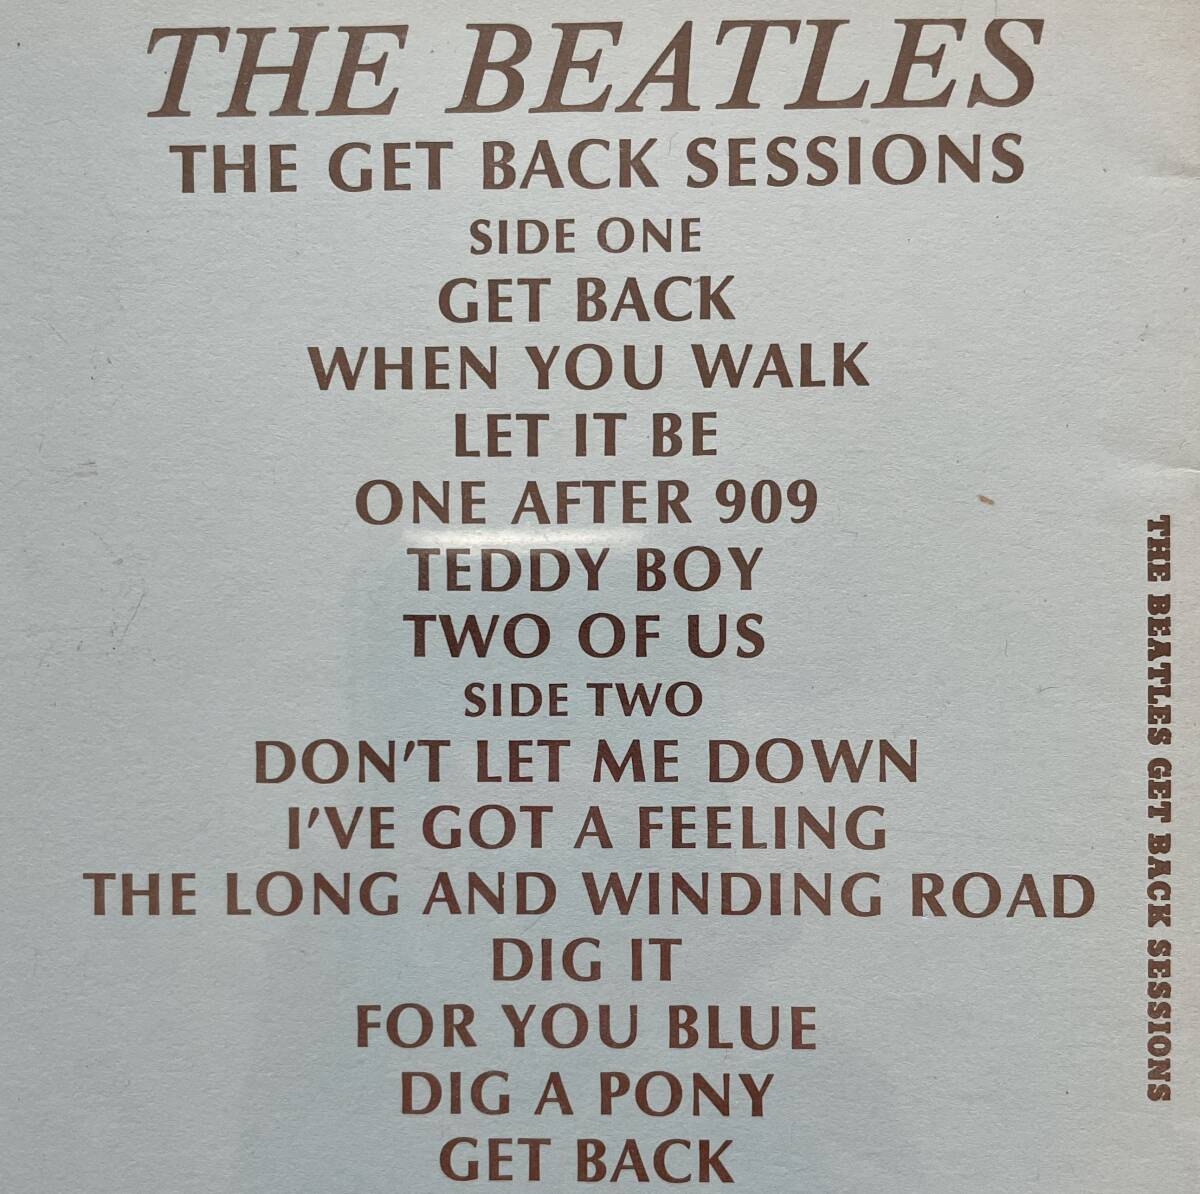 THE BEATLES
THE GET BACK SESSIONS
SIDE ONE
GET BACK
WHEN YOU WALK
LET IT BE
ONE AFTER 909
TEDDY BOY
TWO OF US
SIDE TWO
DON'T LET ME DOWN
I'VE GOT A FEELING
THE LONG AND WINDING ROAD
DIG IT
FOR YOU BLUE
DIG A PONY
GET BACK
THE BEATLES GET BACK SESSIONS